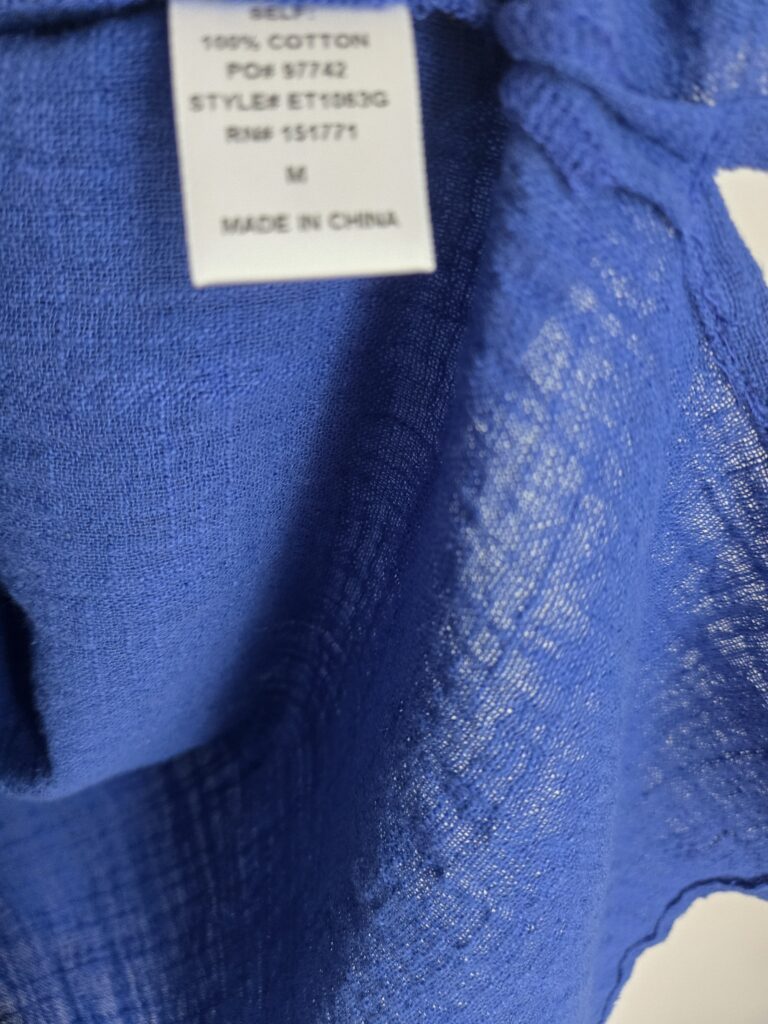 SELF:
100% COTTON
PO# 97742
STYLE# ET1063G
RN# 151771
M
MADE IN CHINA